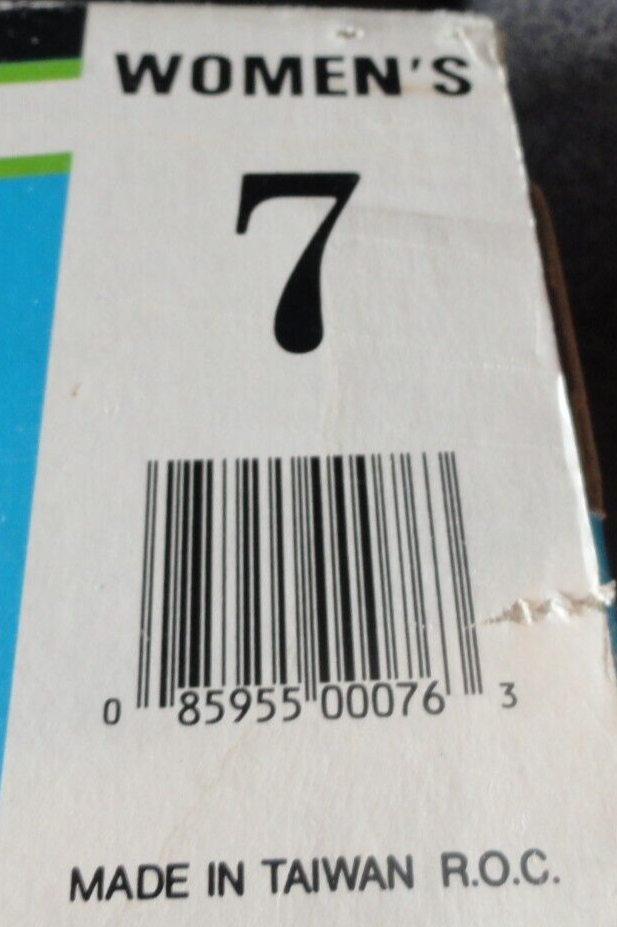 WOMEN'S
7
0 85955 00076 3
MADE IN TAIWAN R.O.C.